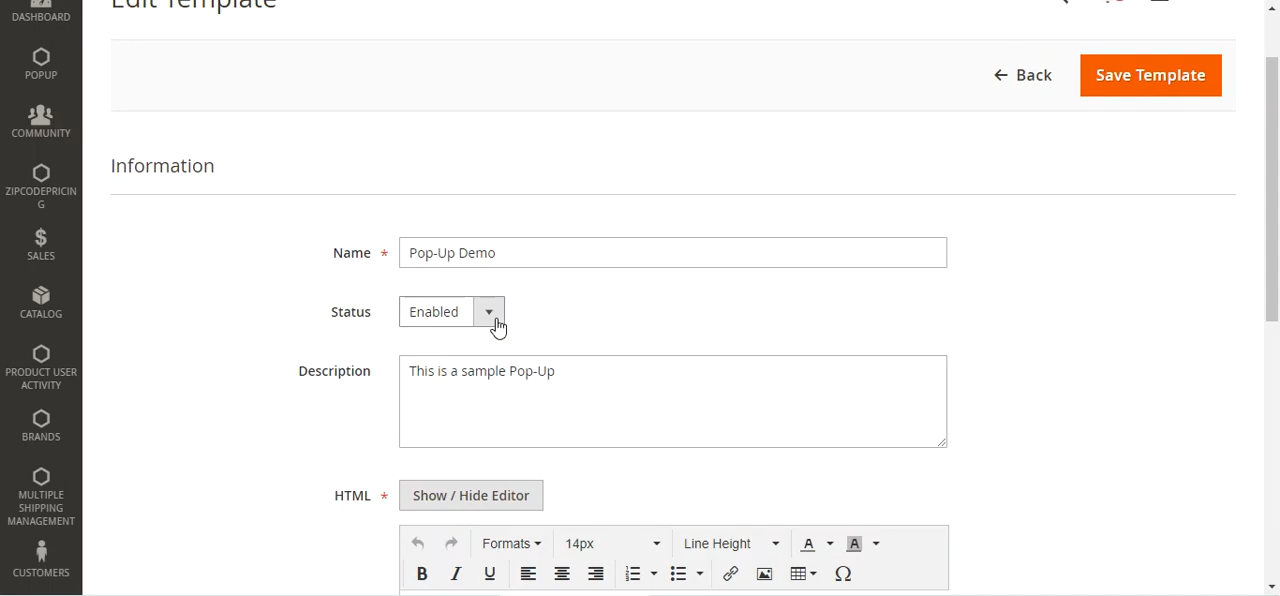 Edit Template
DASHBOARD
POPUP
COMMUNITY
ZIPCODEPRICIN
G
SALES
CATALOG
PRODUCT USER
ACTIVITY
BRANDS
MULTIPLE
SHIPPING
MANAGEMENT
CUSTOMERS
← Back
Save Template
Information
Name *
Pop-Up Demo
Status
Enabled
Description
This is a sample Pop-Up
HTML *
Show / Hide Editor
Formats 14px Line Height A A
B I U Ω